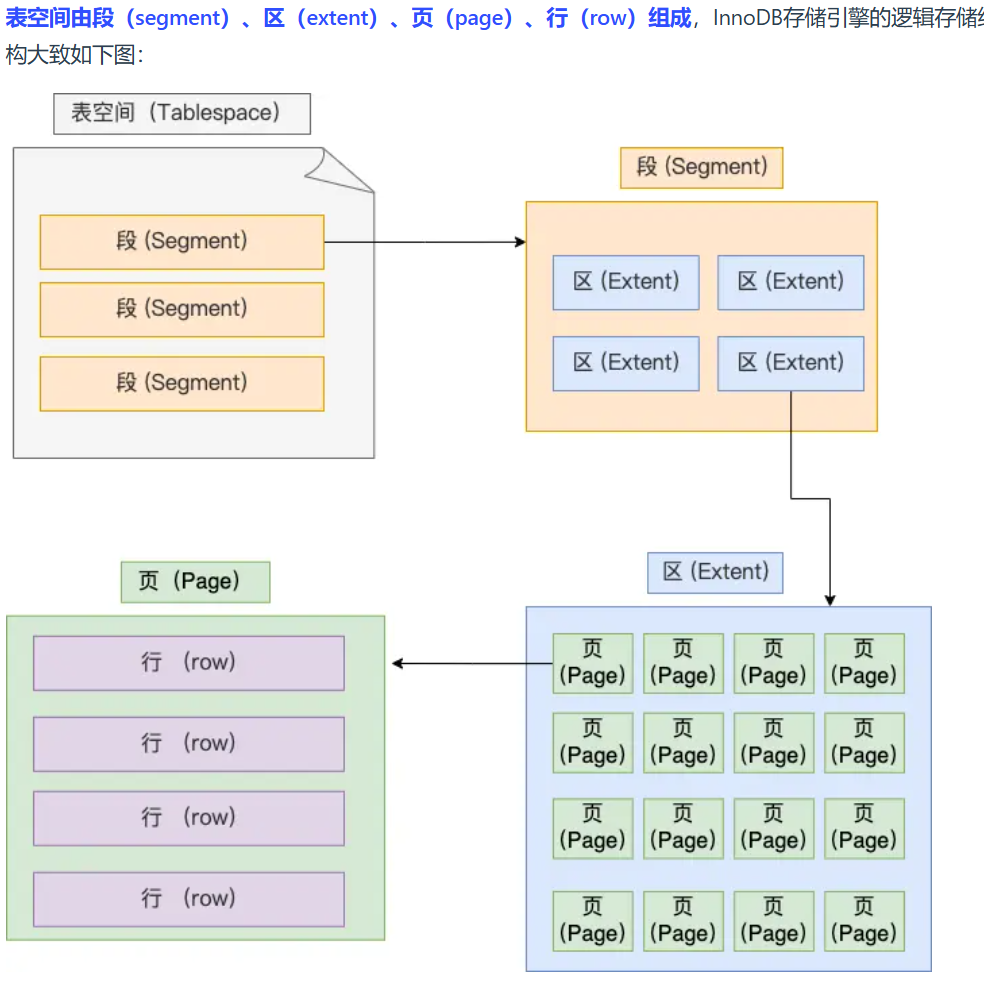 表空间由段（segment）、区（extent）、页（page）、行（row）组成，InnoDB存储引擎的逻辑存储
构大致如下图：
表空间（Tablespace）
段 (Segment)
段 (Segment)
段 (Segment)
段 (Segment)
区 (Extent) 区 (Extent)
区 (Extent) 区 (Extent)
区 (Extent)
页 页 页 页
(Page) (Page) (Page) (Page)
页 页 页 页
(Page) (Page) (Page) (Page)
页 页 页 页
(Page) (Page) (Page) (Page)
页 页 页 页
(Page) (Page) (Page) (Page)
页（Page）
行 （row）
行 （row）
行 （row）
行 （row）